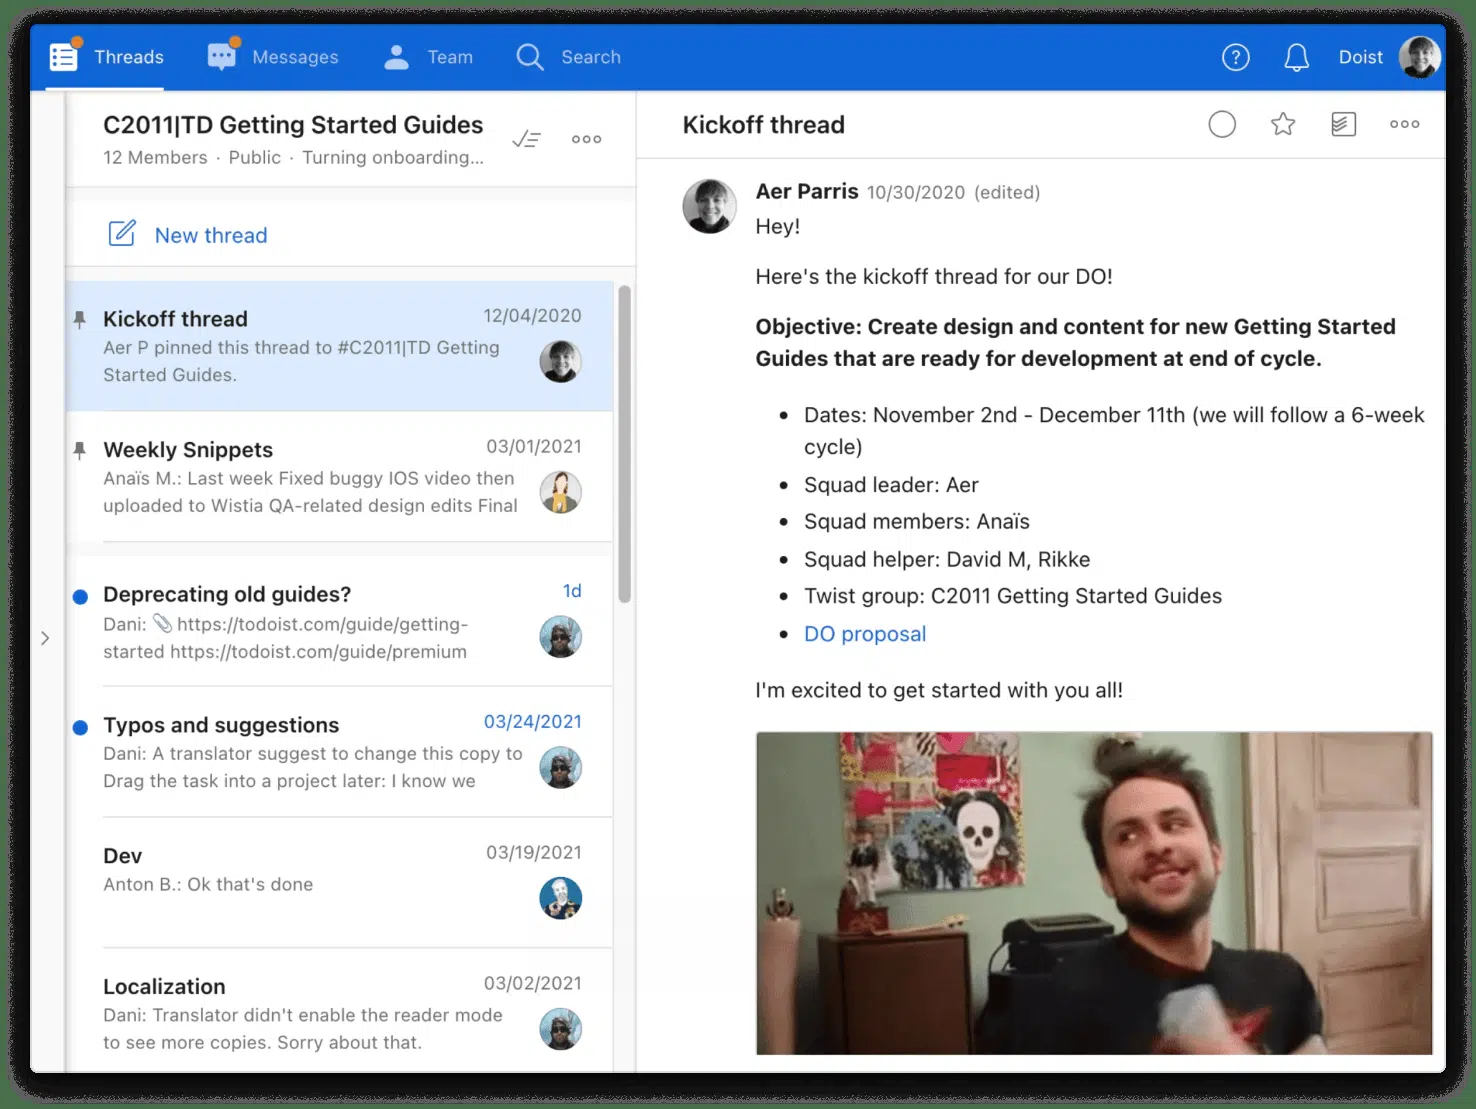 Threads
Messages
Team
Search
?
Doist
C2011|TD Getting Started Guides
12 Members · Public · Turning onboarding...
New thread
Kickoff thread
12/04/2020
Aer P pinned this thread to #C2011|TD Getting
Started Guides.
Weekly Snippets
03/01/2021
Anaïs M.: Last week Fixed buggy IOS video then
uploaded to Wistia QA-related design edits Final
Deprecating old guides?
1d
Dani: 📎 https://todoist.com/guide/getting-
started https://todoist.com/guide/premium
Typos and suggestions
03/24/2021
Dani: A translator suggest to change this copy to
Drag the task into a project later: I know we
Dev
03/19/2021
Anton B.: Ok that's done
Localization
03/02/2021
Dani: Translator didn't enable the reader mode
to see more copies. Sorry about that.
Kickoff thread
Aer Parris 10/30/2020 (edited)
Hey!
Here's the kickoff thread for our DO!
Objective: Create design and content for new Getting Started
Guides that are ready for development at end of cycle.
• Dates: November 2nd - December 11th (we will follow a 6-week
cycle)
• Squad leader: Aer
• Squad members: Anaïs
• Squad helper: David M, Rikke
• Twist group: C2011 Getting Started Guides
• DO proposal
I'm excited to get started with you all!